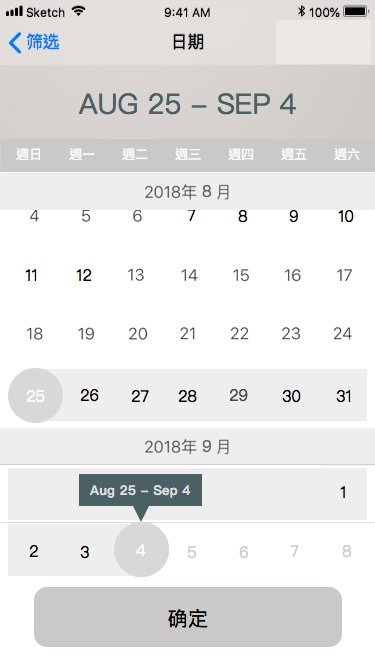 Sketch 9:41 AM 100%
筛选 日期
AUG 25 – SEP 4
週日 週一 週二 週三 週四 週五 週六
2018年 8 月
4 5 6 7 8 9 10
11 12 13 14 15 16 17
18 19 20 21 22 23 24
25 26 27 28 29 30 31
2018年 9 月
1
Aug 25 – Sep 4
2 3 4 5 6 7 8
确定